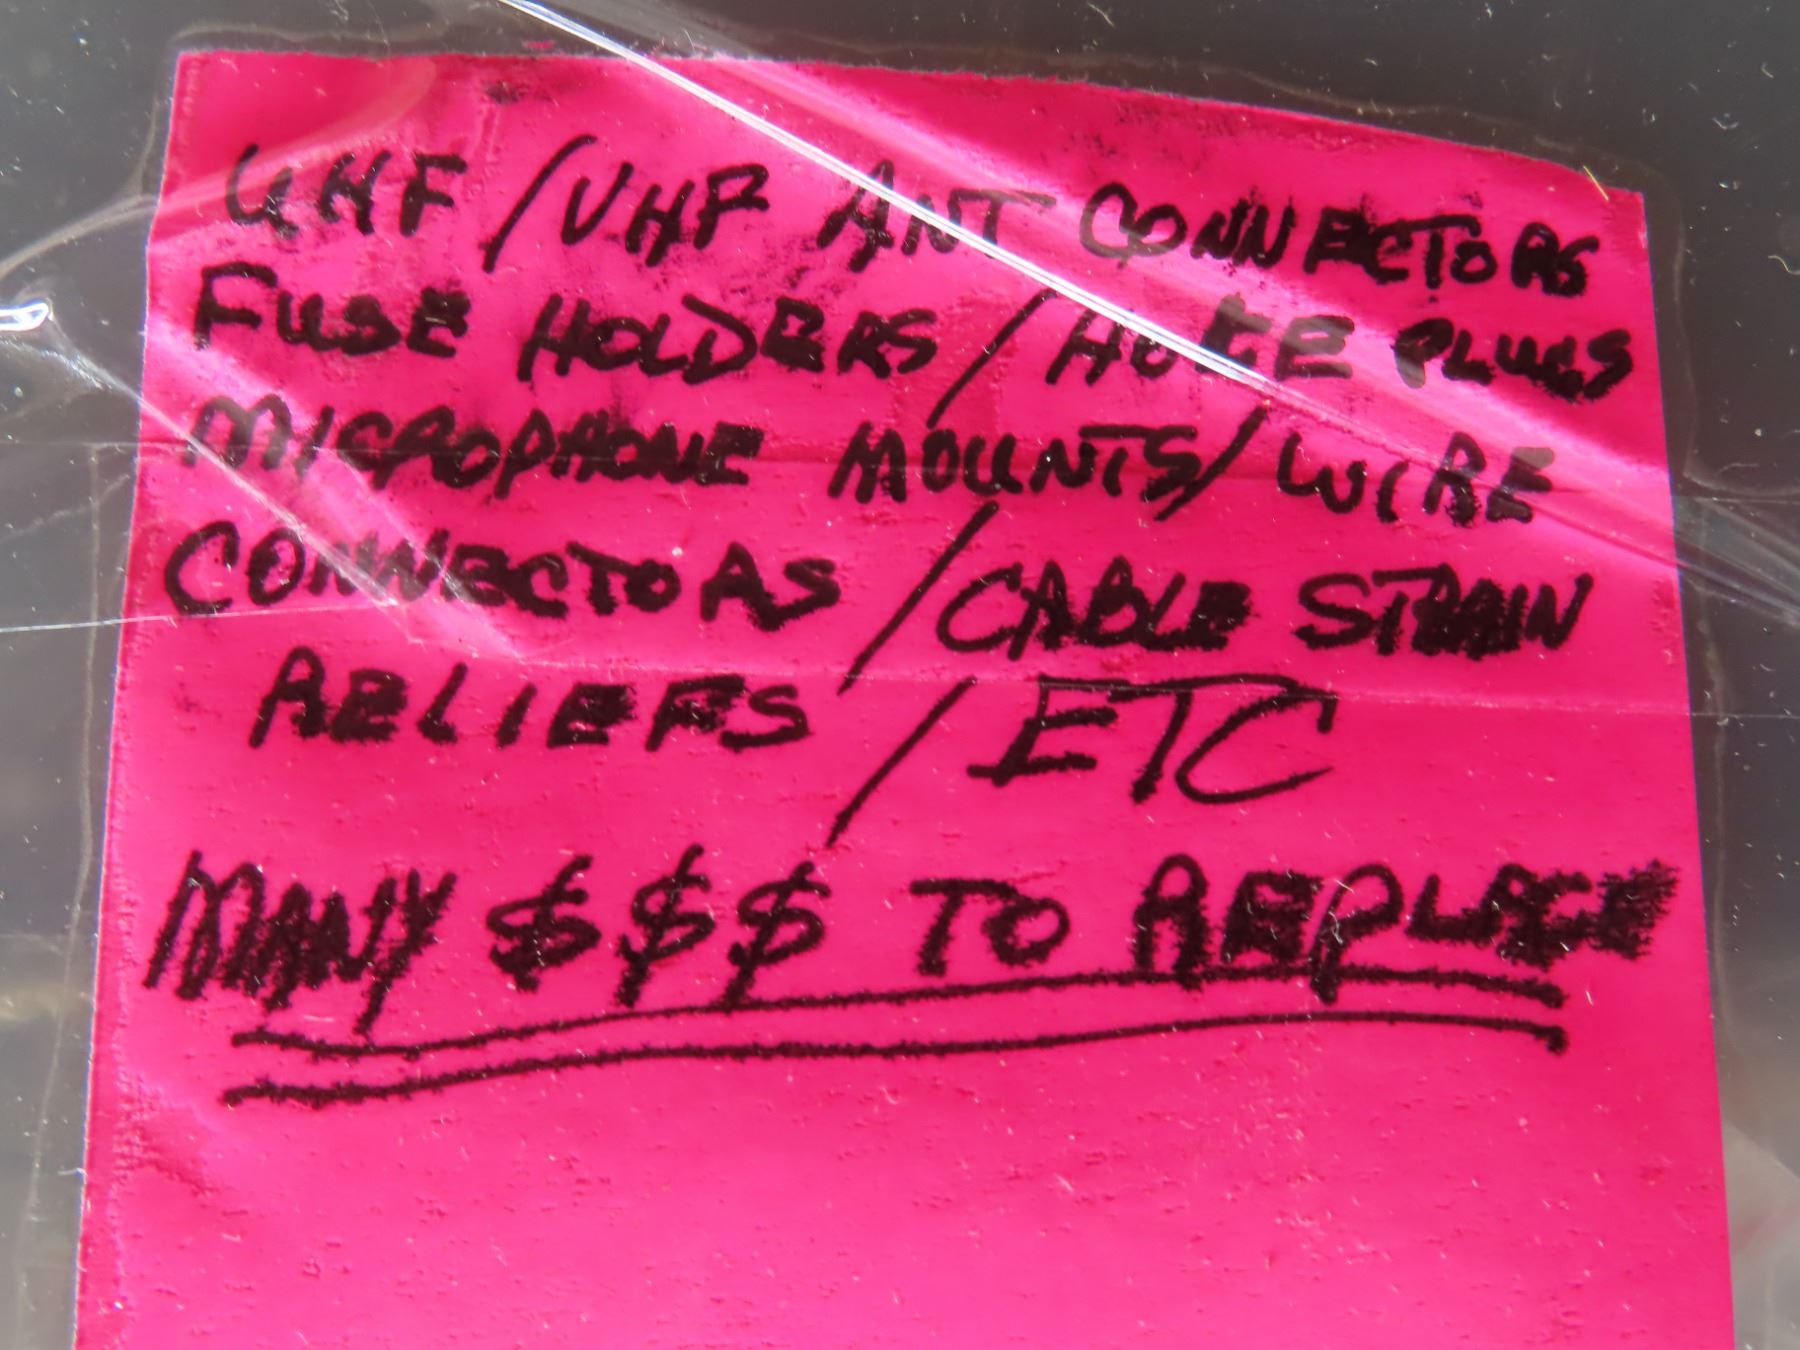 UHF / VHF ANT CONNECTORS
FUSE HOLDERS / HOLE PLUGS
MICROPHONE MOUNTS / WIRE
CONNECTORS / CABLE STRAIN
RELIEFS / ETC
MANY $ $ $ TO REPLACE